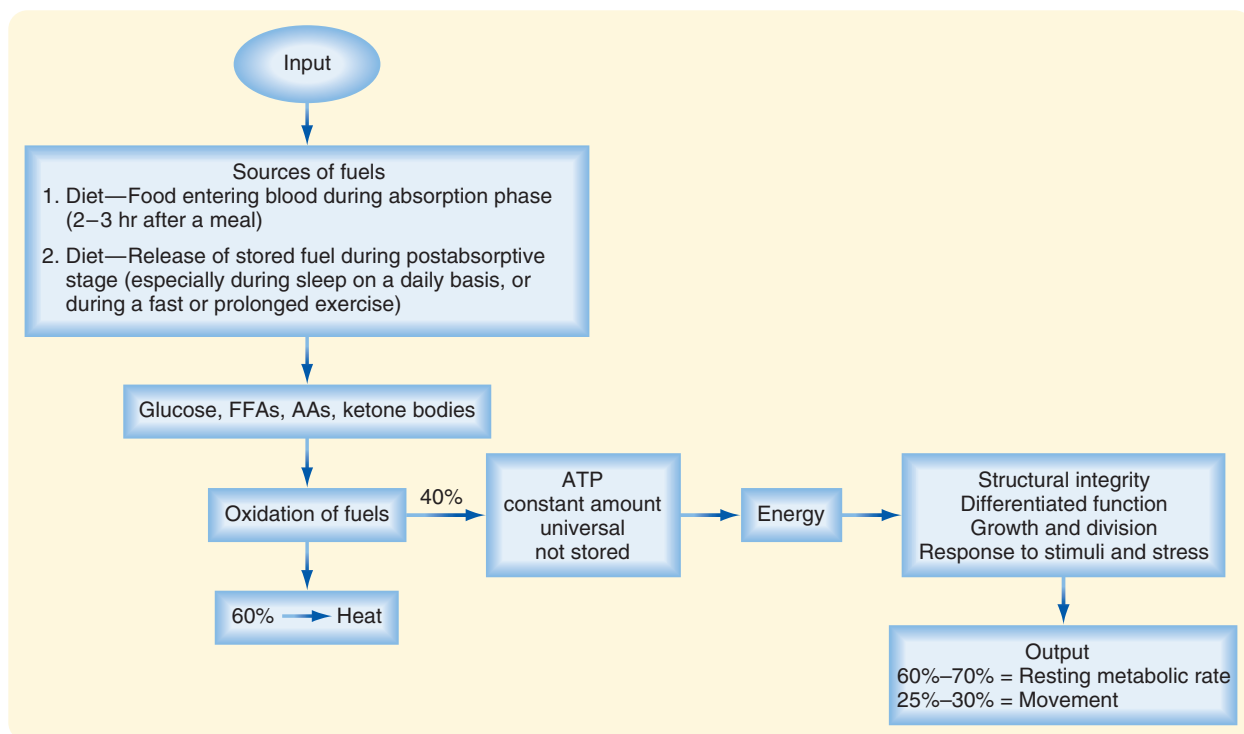 Input
Sources of fuels
1. Diet—Food entering blood during absorption phase
(2–3 hr after a meal)
2. Diet—Release of stored fuel during postabsorptive
stage (especially during sleep on a daily basis, or
during a fast or prolonged exercise)
Glucose, FFAs, AAs, ketone bodies
Oxidation of fuels
40%
ATP
constant amount
universal
not stored
Energy
Structural integrity
Differentiated function
Growth and division
Response to stimuli and stress
60%
Heat
Output
60%–70% = Resting metabolic rate
25%–30% = Movement